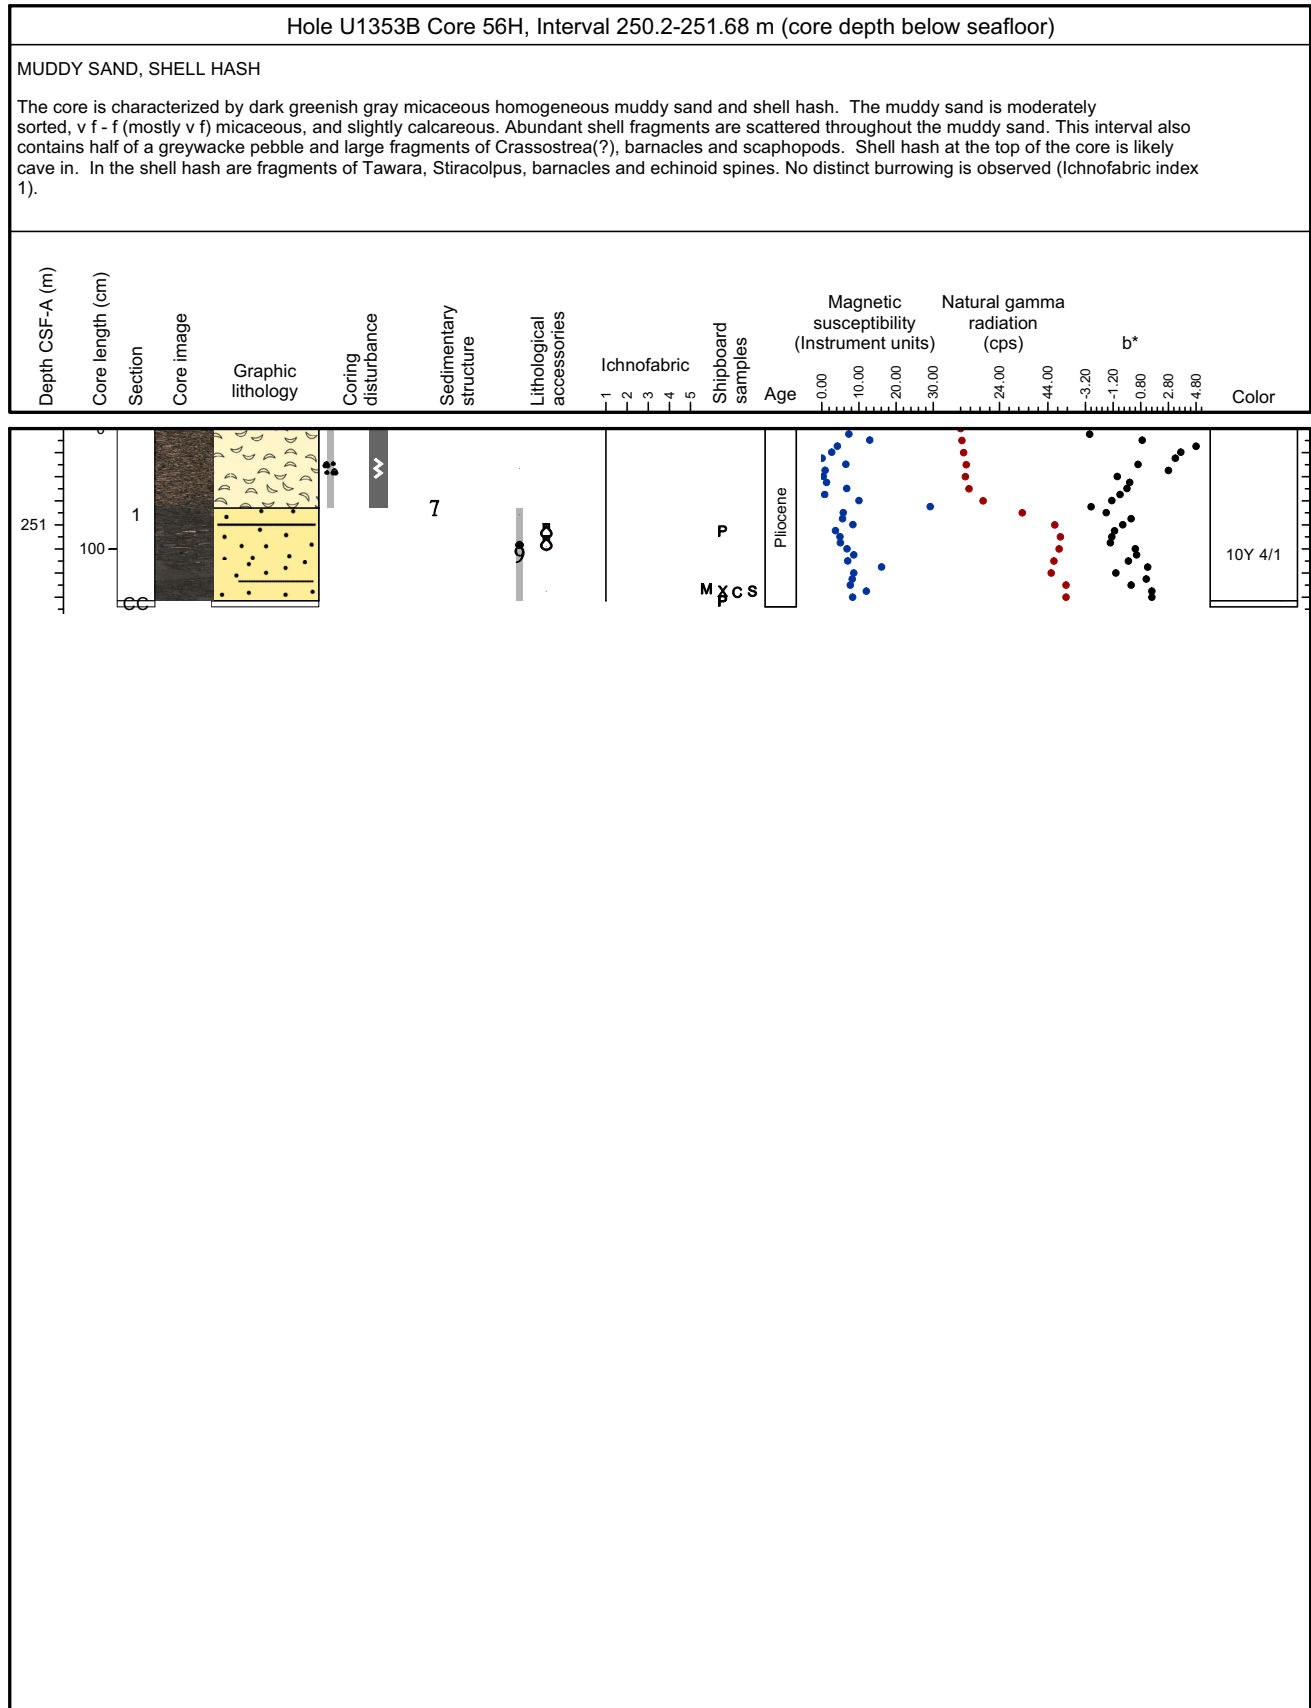 Hole U1353B Core 56H, Interval 250.2-251.68 m (core depth below seafloor)
MUDDY SAND, SHELL HASH
The core is characterized by dark greenish gray micaceous homogeneous muddy sand and shell hash. The muddy sand is moderately
sorted, v f - f (mostly v f) micaceous, and slightly calcareous. Abundant shell fragments are scattered throughout the muddy sand. This interval also
contains half of a greywacke pebble and large fragments of Crassostrea(?), barnacles and scaphopods. Shell hash at the top of the core is likely
cave in. In the shell hash are fragments of Tawara, Stiracolpus, barnacles and echinoid spines. No distinct burrowing is observed (Ichnofabric index
1).
Depth CSF-A (m)
Core length (cm)
Section
Core image
Graphic
lithology
Coring
disturbance
Sedimentary
structure
Lithological
accessories
Ichnofabric
1 2 3 4 5
Shipboard
samples
Age
Magnetic
susceptibility
(Instrument units)
0.00 10.00 20.00 30.00
Natural gamma
radiation
(cps)
24.00 44.00
b*
-3.20 -1.20 0.80 2.80 4.80
Color
251
100
1
CC
P
M X C S
P
Pliocene
10Y 4/1